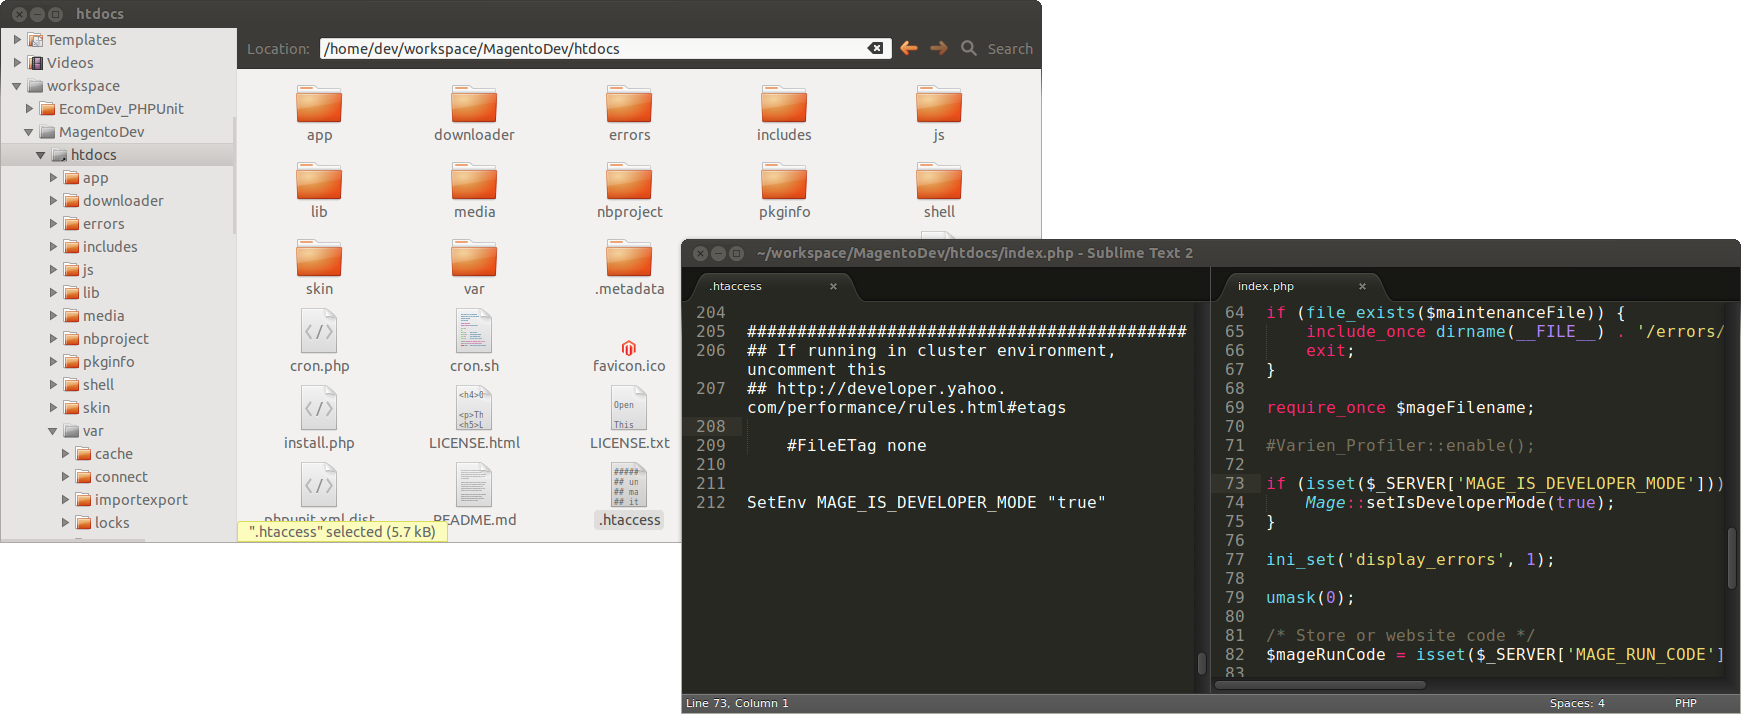 htdocs
Templates
Videos
workspace
EcomDev_PHPUnit
MagentoDev
htdocs
app
downloader
errors
includes
js
lib
media
nbproject
pkginfo
shell
skin
var
cache
connect
importexport
locks
Location: /home/dev/workspace/MagentoDev/htdocs Search
app downloader errors includes js
lib media nbproject pkginfo shell
skin var .metadata
cron.php cron.sh favicon.ico
<h4>O
<p>Th
<h5>L
Open
This
install.php LICENSE.html LICENSE.txt
#####
## un
## ma
## it
phpunit.xml.dist README.md .htaccess
".htaccess" selected (5.7 kB)
~/workspace/MagentoDev/htdocs/index.php - Sublime Text 2
.htaccess ×
204
205 ############################################
206 ## If running in cluster environment,
uncomment this
207 ## http://developer.yahoo.
com/performance/rules.html#etags
208
209 #FileETag none
210
211
212 SetEnv MAGE_IS_DEVELOPER_MODE "true"
index.php ×
64 if (file_exists($maintenanceFile)) {
65 include_once dirname(__FILE__) . '/errors/
66 exit;
67 }
68
69 require_once $mageFilename;
70
71 #Varien_Profiler::enable();
72
73 if (isset($_SERVER['MAGE_IS_DEVELOPER_MODE']))
74 Mage::setIsDeveloperMode(true);
75 }
76
77 ini_set('display_errors', 1);
78
79 umask(0);
80
81 /* Store or website code */
82 $mageRunCode = isset($_SERVER['MAGE_RUN_CODE']
83
Line 73, Column 1 Spaces: 4 PHP